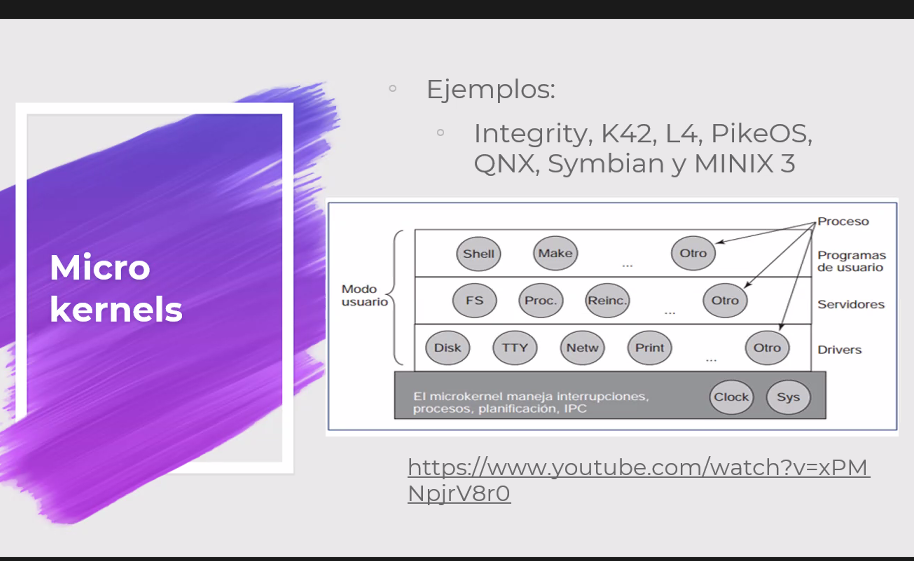 Micro
kernels
Ejemplos:
Integrity, K42, L4, PikeOS,
QNX, Symbian y MINIX 3
Proceso
Shell Make ... Otro
Programas
de usuario
Modo
usuario
FS Proc. Reinc. ... Otro
Servidores
Disk TTY Netw Print ... Otro
Drivers
El microkernel maneja interrupciones,
procesos, planificación, IPC
Clock Sys
https://www.youtube.com/watch?v=xPM
NpjrV8r0